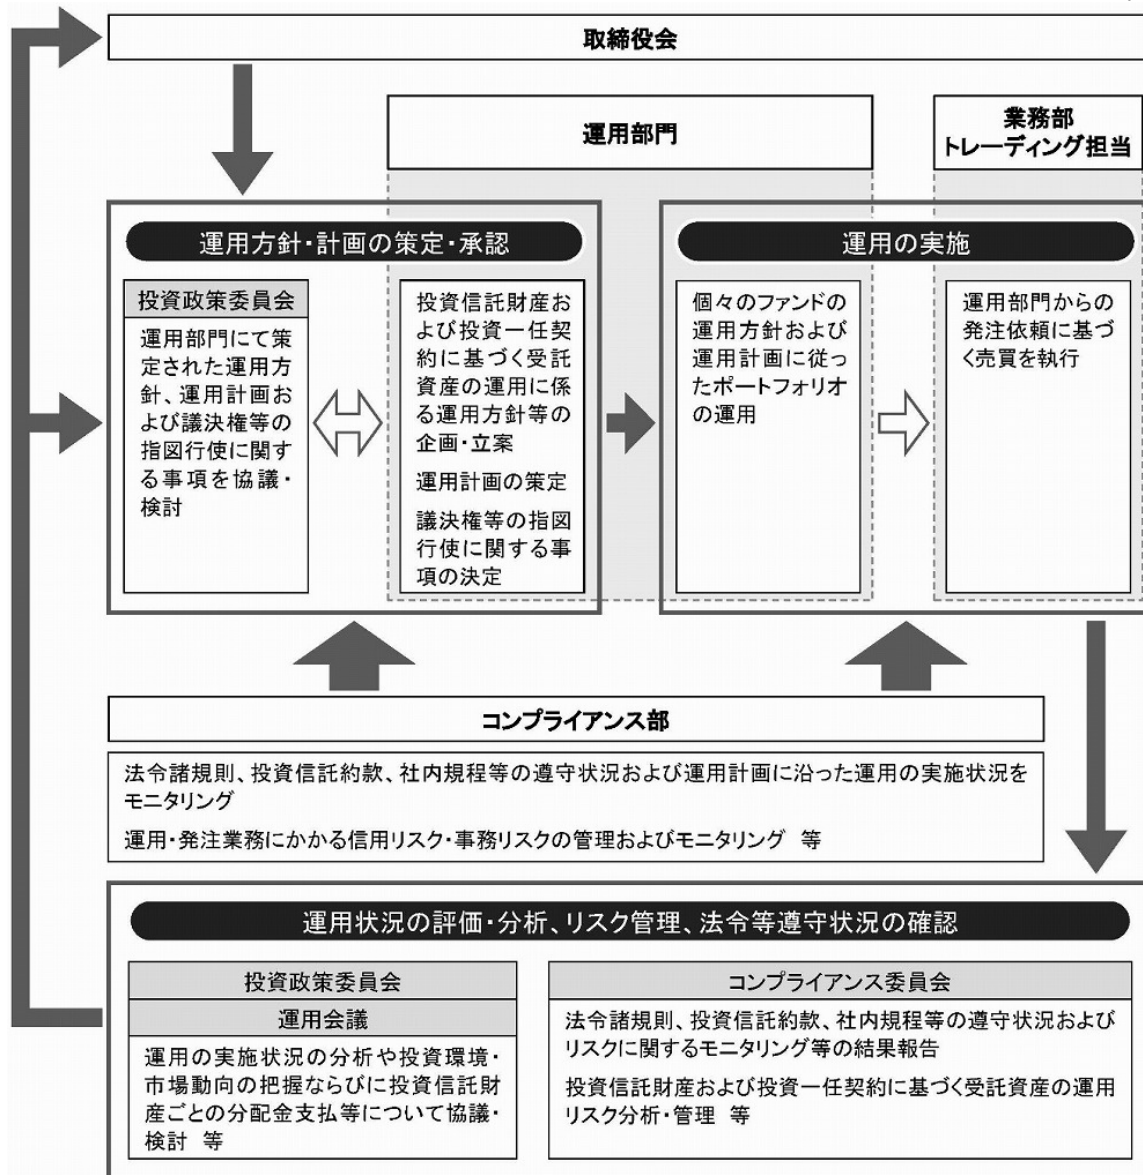 取締役会
運用部門
業務部
トレーディング担当
運用方針・計画の策定・承認
投資政策委員会
運用部門にて策
定された運用方
針、運用計画お
よび議決権等の
指図行使に関す
る事項を協議・
検討
投資信託財産お
よび投資一任契
約に基づく受託
資産の運用に係
る運用方針等の
企画・立案
運用計画の策定
議決権等の指図
行使に関する事
項の決定
運用の実施
個々のファンドの
運用方針および
運用計画に従っ
たポートフォリオ
の運用
運用部門からの
発注依頼に基づ
く売買を執行
コンプライアンス部
法令諸規則、投資信託約款、社内規程等の遵守状況および運用計画に沿った運用の実施状況を
モニタリング
運用・発注業務にかかる信用リスク・事務リスクの管理およびモニタリング 等
運用状況の評価・分析、リスク管理、法令等遵守状況の確認
投資政策委員会
運用会議
運用の実施状況の分析や投資環境・
市場動向の把握ならびに投資信託財
産ごとの分配金支払等について協議・
検討 等
コンプライアンス委員会
法令諸規則、投資信託約款、社内規程等の遵守状況および
リスクに関するモニタリング等の結果報告
投資信託財産および投資一任契約に基づく受託資産の運用
リスク分析・管理 等